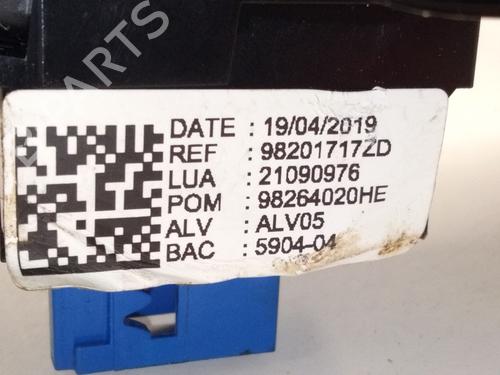 DATE : 19/04/2019
REF : 98201717ZD
LUA : 21090976
POM : 98264020HE
ALV : ALV05
BAC : 5904-04